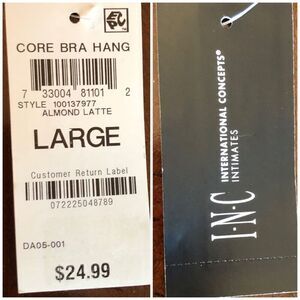 CORE BRA HANG
7 33004 81101 2
STYLE 100137977
ALMOND LATTE
LARGE
Customer Return Label
072225048789
DA05-001
$24.99
I·N·C
INTERNATIONAL CONCEPTS®
INTIMATES